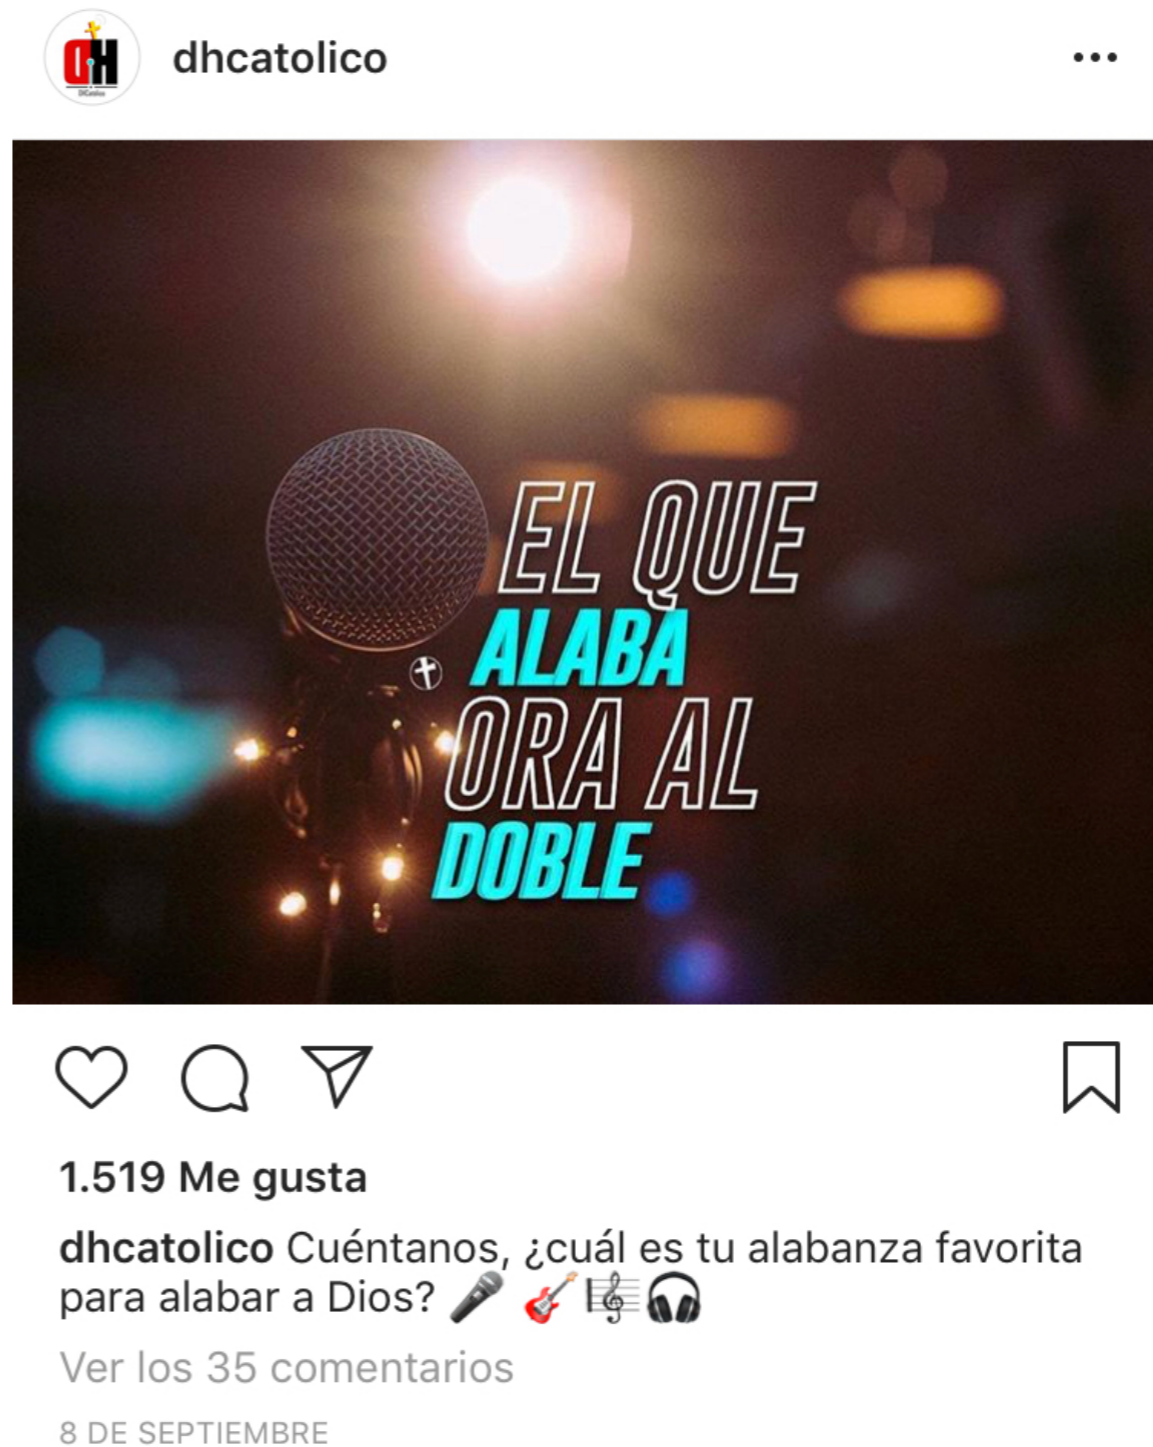 DH
dhcatolico
EL QUE
ALABA
ORA AL
DOBLE
1.519 Me gusta
dhcatolico Cuéntanos, ¿cuál es tu alabanza favorita
para alabar a Dios? 🎤 🎸🎼🎧
Ver los 35 comentarios
8 DE SEPTIEMBRE